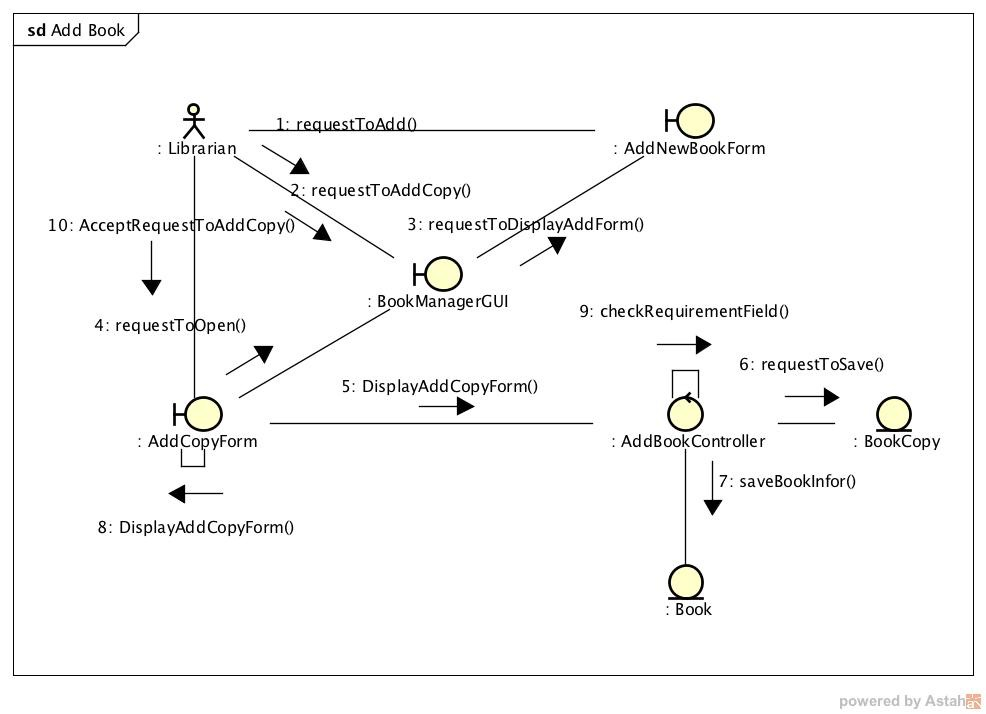 sd Add Book
1: requestToAdd()
: Librarian
: AddNewBookForm
2: requestToAddCopy()
10: AcceptRequestToAddCopy()
3: requestToDisplayAddForm()
: BookManagerGUI
9: checkRequirementField()
4: requestToOpen()
6: requestToSave()
5: DisplayAddCopyForm()
: AddCopyForm
: AddBookController
: BookCopy
7: saveBookInfor()
8: DisplayAddCopyForm()
: Book
powered by Astah